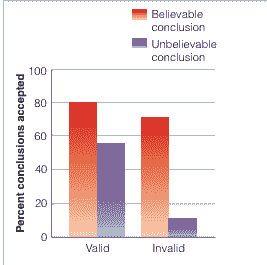 Believable
conclusion
Unbelievable
conclusion
Percent conclusions accepted
100
80
60
40
20
0
Valid
Invalid